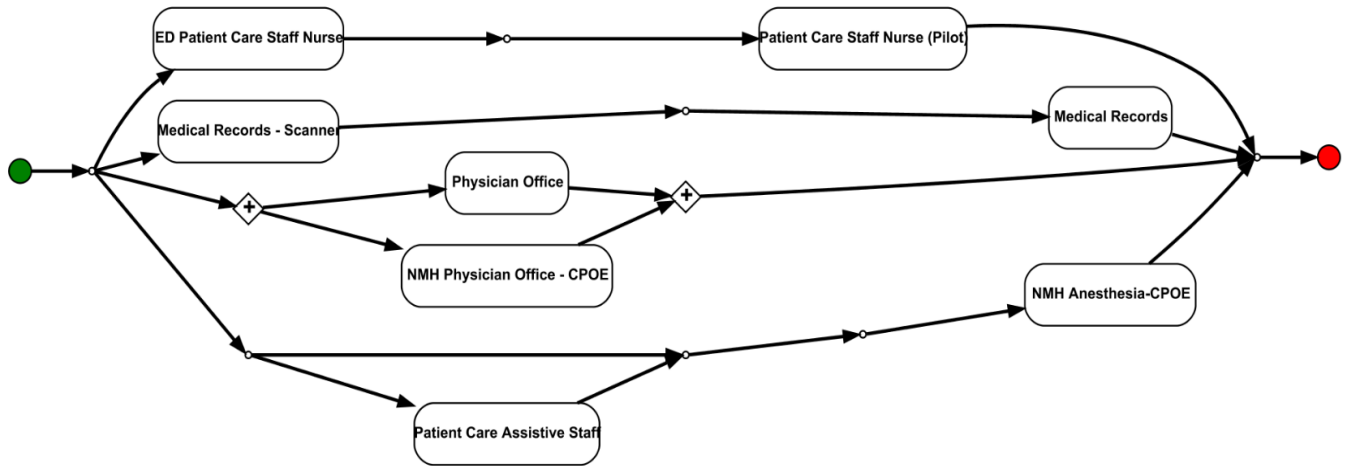 ED Patient Care Staff Nurse
Patient Care Staff Nurse (Pilot)
Medical Records - Scanner
Medical Records
+
Physician Office
+
NMH Physician Office - CPOE
NMH Anesthesia-CPOE
Patient Care Assistive Staff